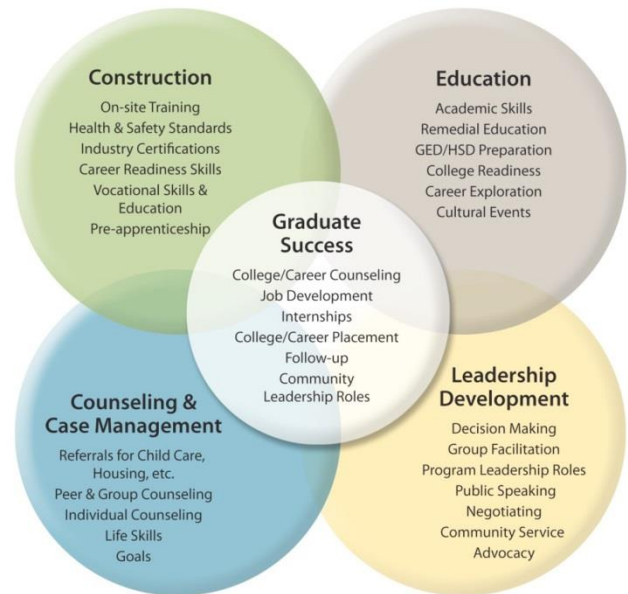 Construction
On-site Training
Health & Safety Standards
Industry Certifications
Career Readiness Skills
Vocational Skills &
Education
Pre-apprenticeship
Education
Academic Skills
Remedial Education
GED/HSD Preparation
College Readiness
Career Exploration
Cultural Events
Graduate
Success
College/Career Counseling
Job Development
Internships
College/Career Placement
Follow-up
Community
Leadership Roles
Counseling &
Case Management
Referrals for Child Care,
Housing, etc.
Peer & Group Counseling
Individual Counseling
Life Skills
Goals
Leadership
Development
Decision Making
Group Facilitation
Program Leadership Roles
Public Speaking
Negotiating
Community Service
Advocacy